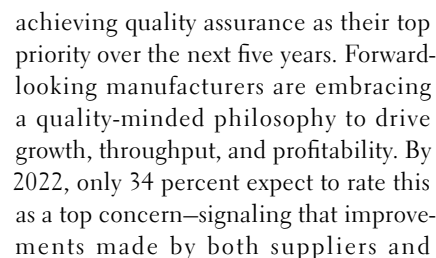 achieving quality assurance as their top
priority over the next five years. Forward-
looking manufacturers are embracing
a quality-minded philosophy to drive
growth, throughput, and profitability. By
2022, only 34 percent expect to rate this
as a top concern—signaling that improve-
ments made by both suppliers and